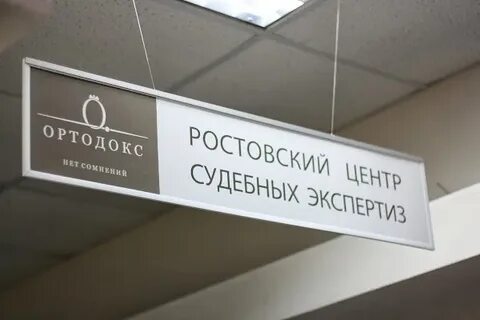 ОРТОДОКС
НЕТ СОМНЕНИЙ
РОСТОВСКИЙ ЦЕНТР
СУДЕБНЫХ ЭКСПЕРТИЗ